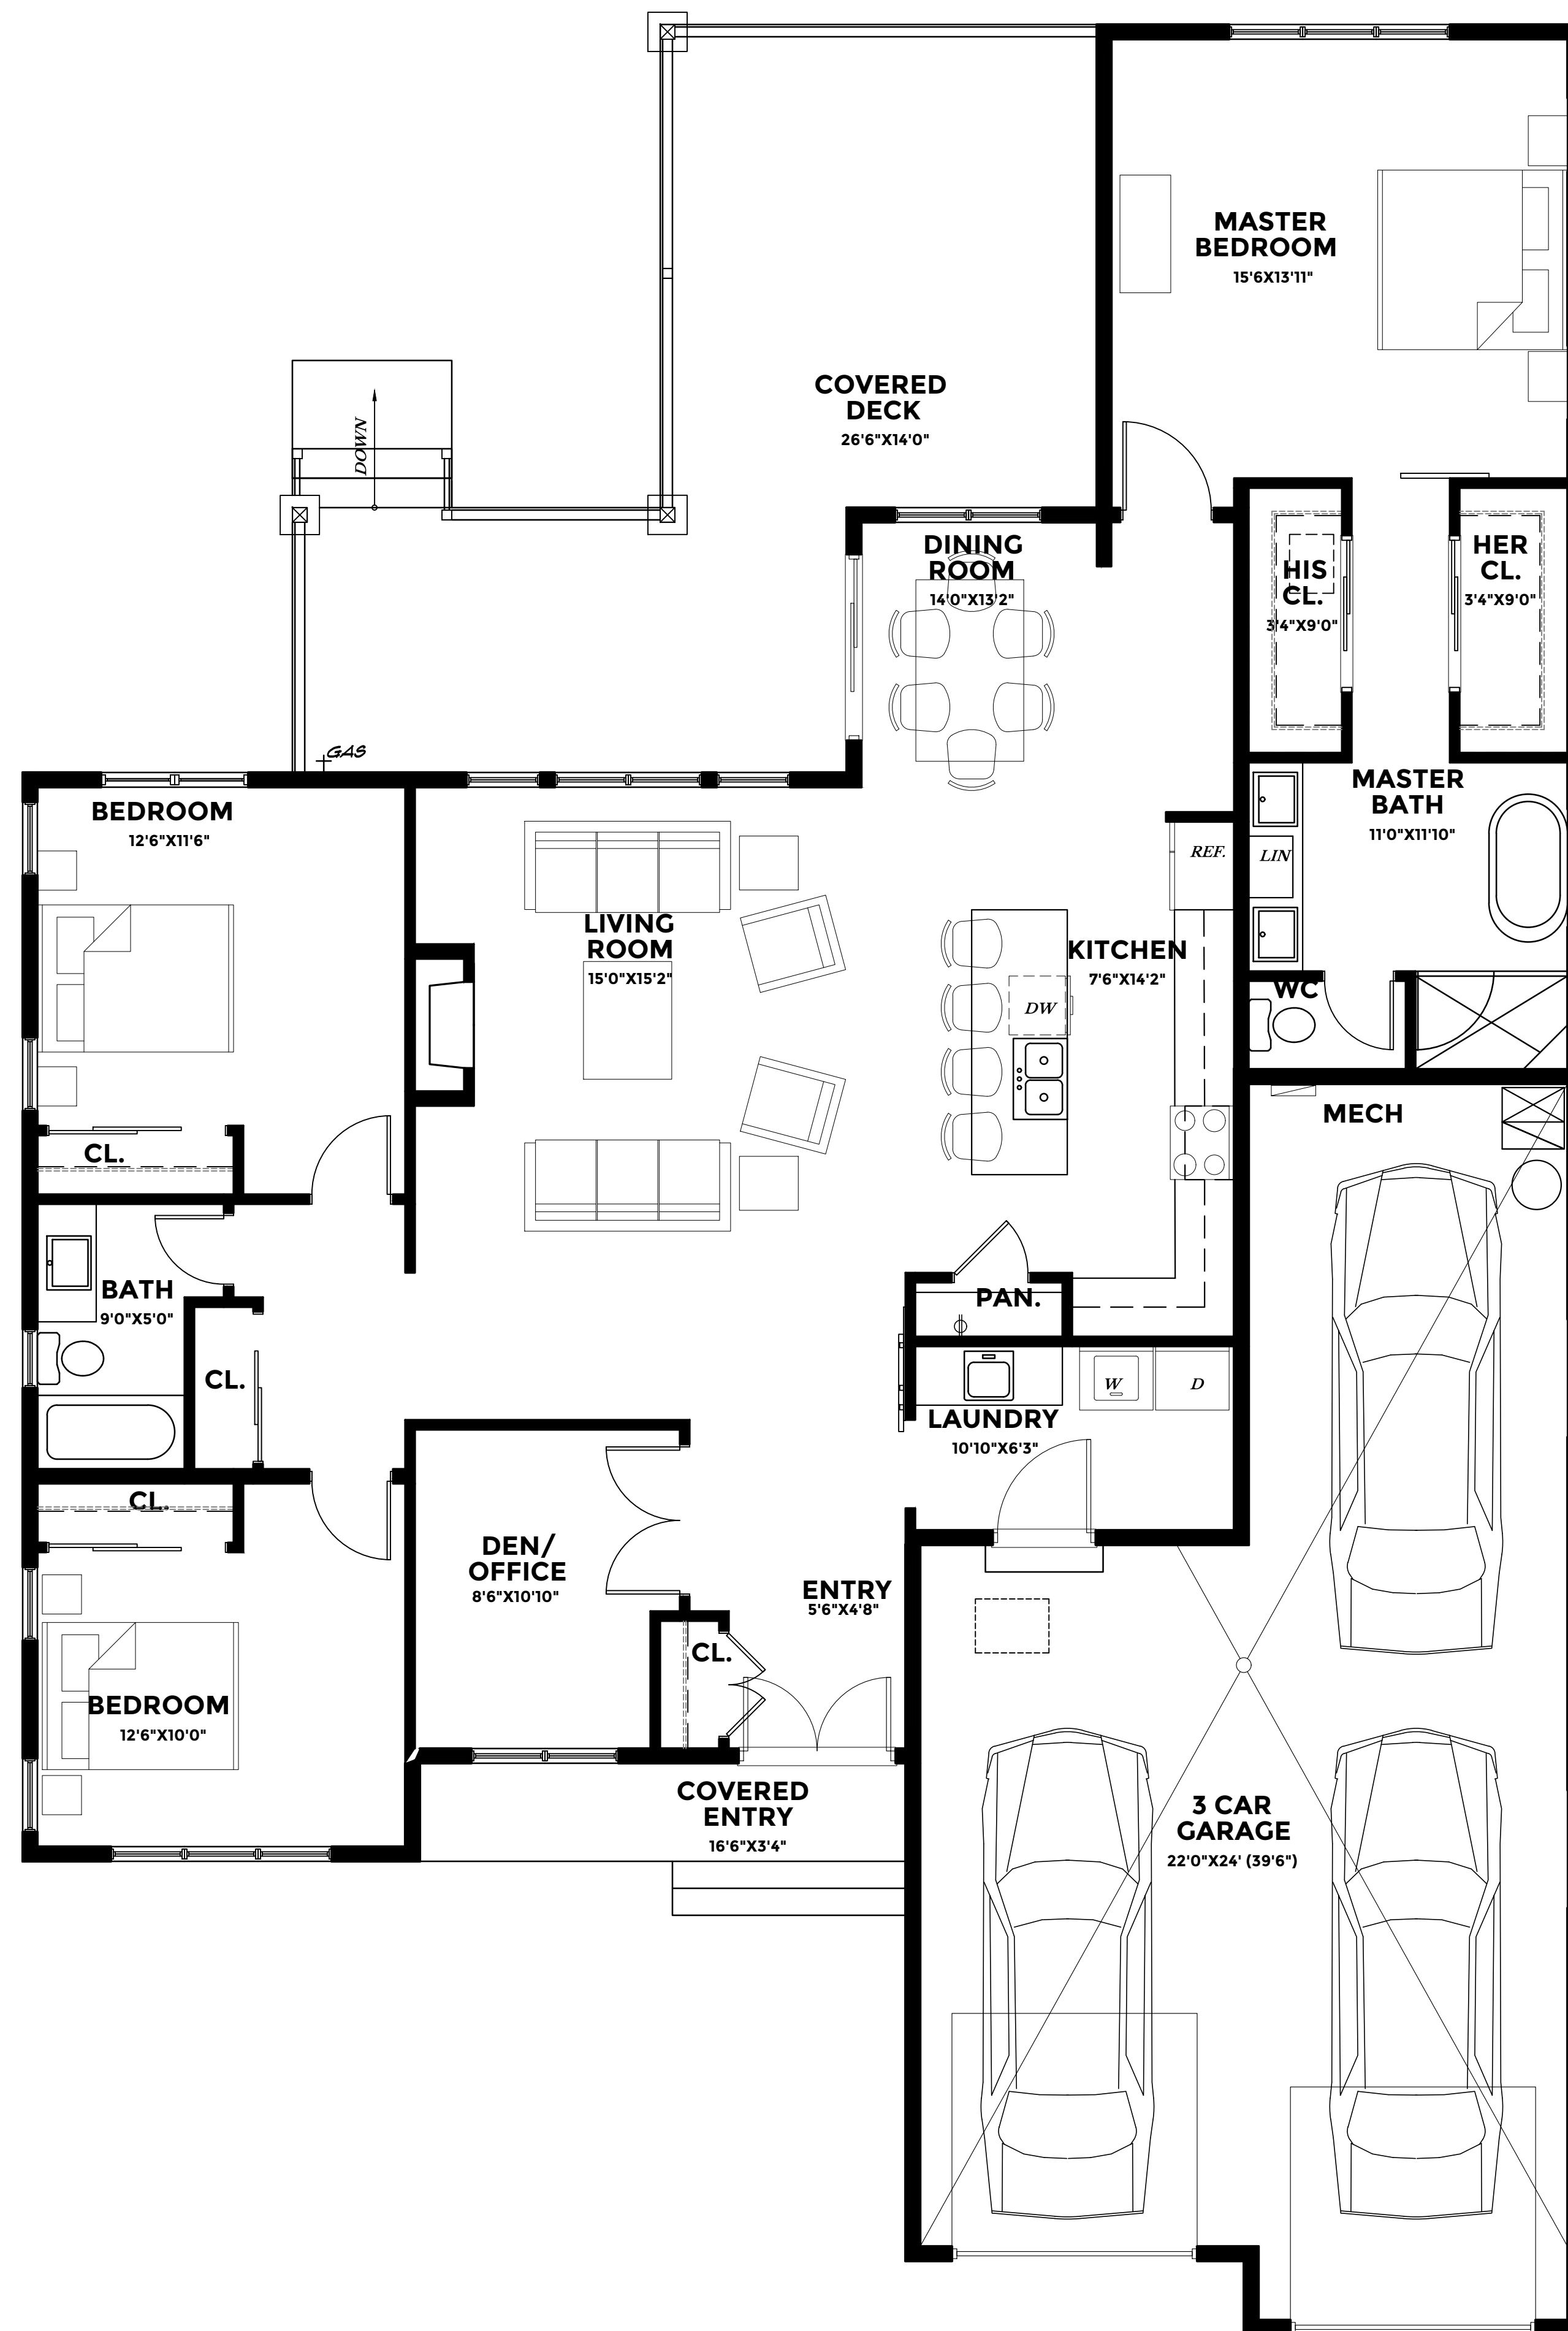 MASTER
BEDROOM
15'6X13'11"
COVERED
DECK
26'6"X14'0"
DOWN
DINING
ROOM
14'0"X13'2"
HIS
CL.
3'4"X9'0"
HER
CL.
3'4"X9'0"
GAS
BEDROOM
12'6"X11'6"
MASTER
BATH
11'0"X11'10"
REF.
LIN
LIVING
ROOM
15'0"X15'2"
KITCHEN
7'6"X14'2"
DW
WC
MECH
CL.
BATH
9'0"X5'0"
PAN.
CL.
W
D
LAUNDRY
10'10"X6'3"
CL.
DEN/
OFFICE
8'6"X10'10"
ENTRY
5'6"X4'8"
CL.
BEDROOM
12'6"X10'0"
COVERED
ENTRY
16'6"X3'4"
3 CAR
GARAGE
22'0"X24' (39'6")